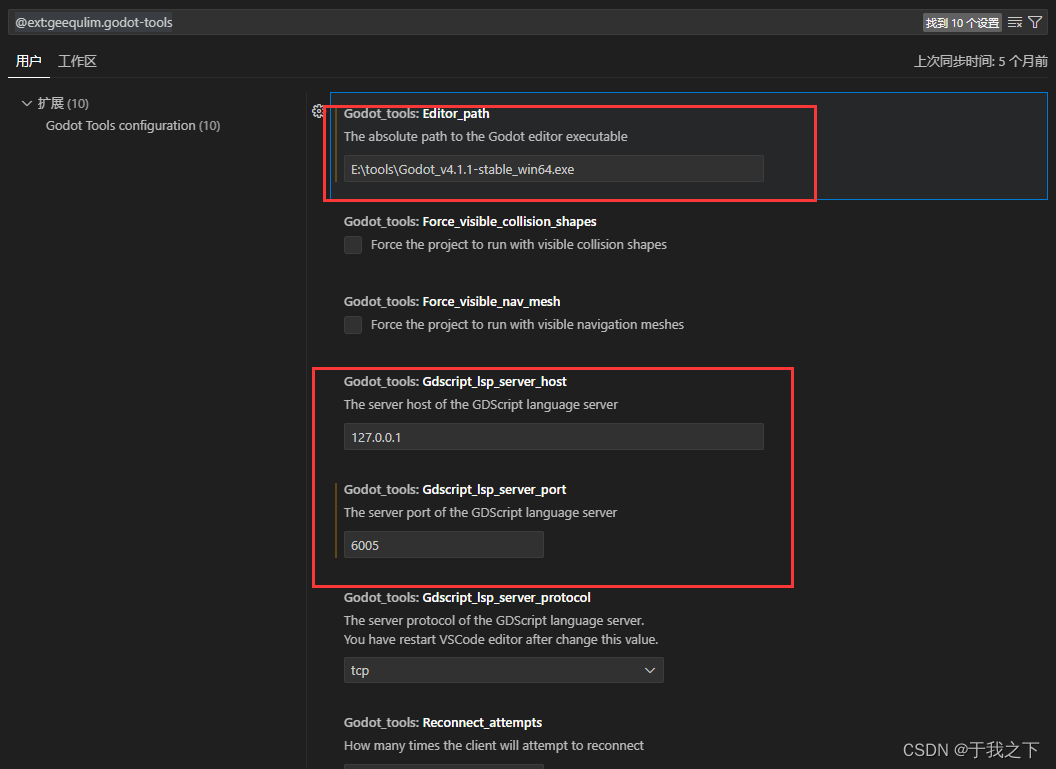 @ext:geequlim.godot-tools
找到 10 个设置
用户 工作区
上次同步时间: 5 个月前
扩展 (10)
Godot Tools configuration (10)
Godot_tools: Editor_path
The absolute path to the Godot editor executable
E:\tools\Godot_v4.1.1-stable_win64.exe
Godot_tools: Force_visible_collision_shapes
Force the project to run with visible collision shapes
Godot_tools: Force_visible_nav_mesh
Force the project to run with visible navigation meshes
Godot_tools: Gdscript_lsp_server_host
The server host of the GDScript language server
127.0.0.1
Godot_tools: Gdscript_lsp_server_port
The server port of the GDScript language server
6005
Godot_tools: Gdscript_lsp_server_protocol
The server protocol of the GDScript language server.
You have restart VSCode editor after change this value.
tcp
Godot_tools: Reconnect_attempts
How many times the client will attempt to reconnect
CSDN @于我之下